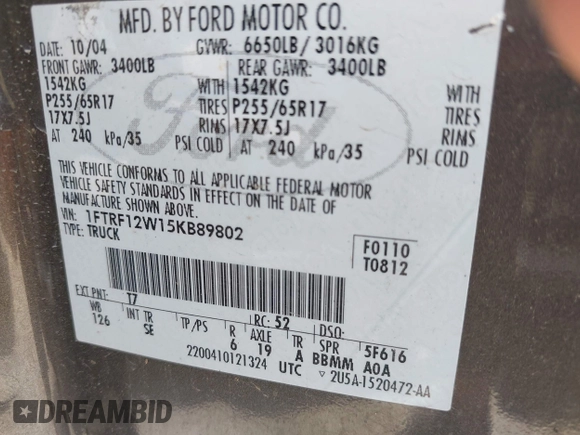 MFD. BY FORD MOTOR CO.
DATE: 10/04 GVWR: 6650LB/ 3016KG
FRONT GAWR: 3400LB REAR GAWR: 3400LB
1542KG WITH 1542KG WITH
P255/65R17 TIRES P255/65R17 TIRES
17X7.5J RIMS 17X7.5J RIMS
AT 240 kPa/35 PSI COLD AT 240 kPa/35 PSI COLD
Ford
THIS VEHICLE CONFORMS TO ALL APPLICABLE FEDERAL MOTOR
VEHICLE SAFETY STANDARDS IN EFFECT ON THE DATE OF
MANUFACTURE SHOWN ABOVE.
VIN: 1FTRF12W15KB89802
TYPE: TRUCK
F0110
T0812
EXT PNT: T7 RC: 52 DSO:
WB INT TR TP/PS R AXLE TR SPR 5F616
126 SE 6 19 A BBMM A0A
2200410121324 UTC ▽ 2U5A-1520472-AA
DREAMBID